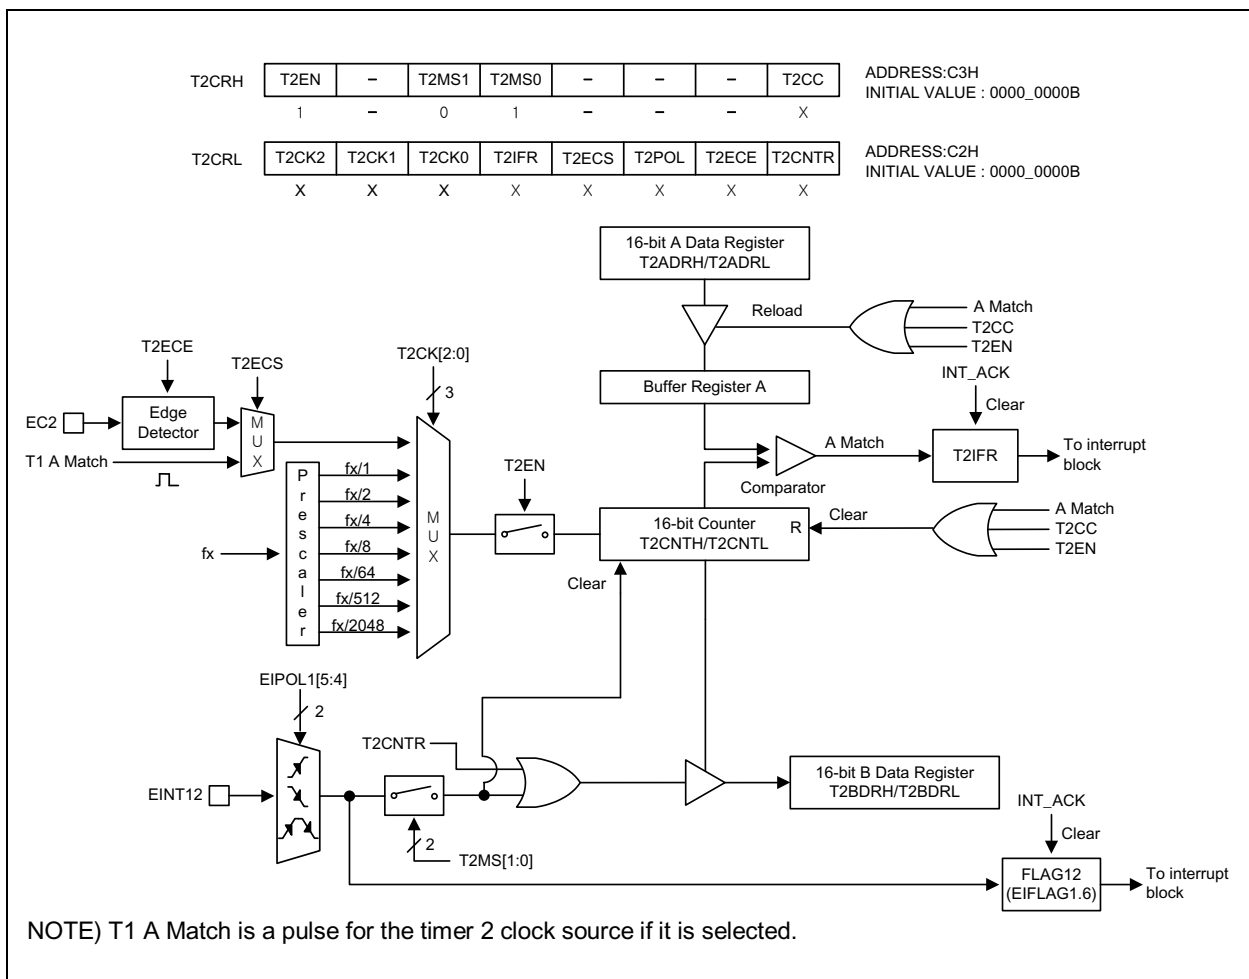 T2CRH T2EN – T2MS1 T2MS0 – – – T2CC ADDRESS:C3H
INITIAL VALUE : 0000_0000B
1 – 0 1 – – – X
T2CRL T2CK2 T2CK1 T2CK0 T2IFR T2ECS T2POL T2ECE T2CNTR ADDRESS:C2H
INITIAL VALUE : 0000_0000B
X X X X X X X X
16-bit A Data Register
T2ADRH/T2ADRL
Reload
A Match
T2CC
T2EN
T2ECE
T2ECS
T2CK[2:0]
3
Buffer Register A
INT_ACK
Clear
EC2
Edge
Detector
MUX
T1 A Match
A Match
T2IFR
To interrupt
block
Comparator
fx
Prescaler
fx/1
fx/2
fx/4
fx/8
fx/64
fx/512
fx/2048
MUX
T2EN
16-bit Counter
T2CNTH/T2CNTL
R
Clear
A Match
T2CC
T2EN
Clear
EIPOL1[5:4]
2
T2CNTR
EINT12
2
T2MS[1:0]
16-bit B Data Register
T2BDRH/T2BDRL
INT_ACK
Clear
FLAG12
(EIFLAG1.6)
To interrupt
block
NOTE) T1 A Match is a pulse for the timer 2 clock source if it is selected.